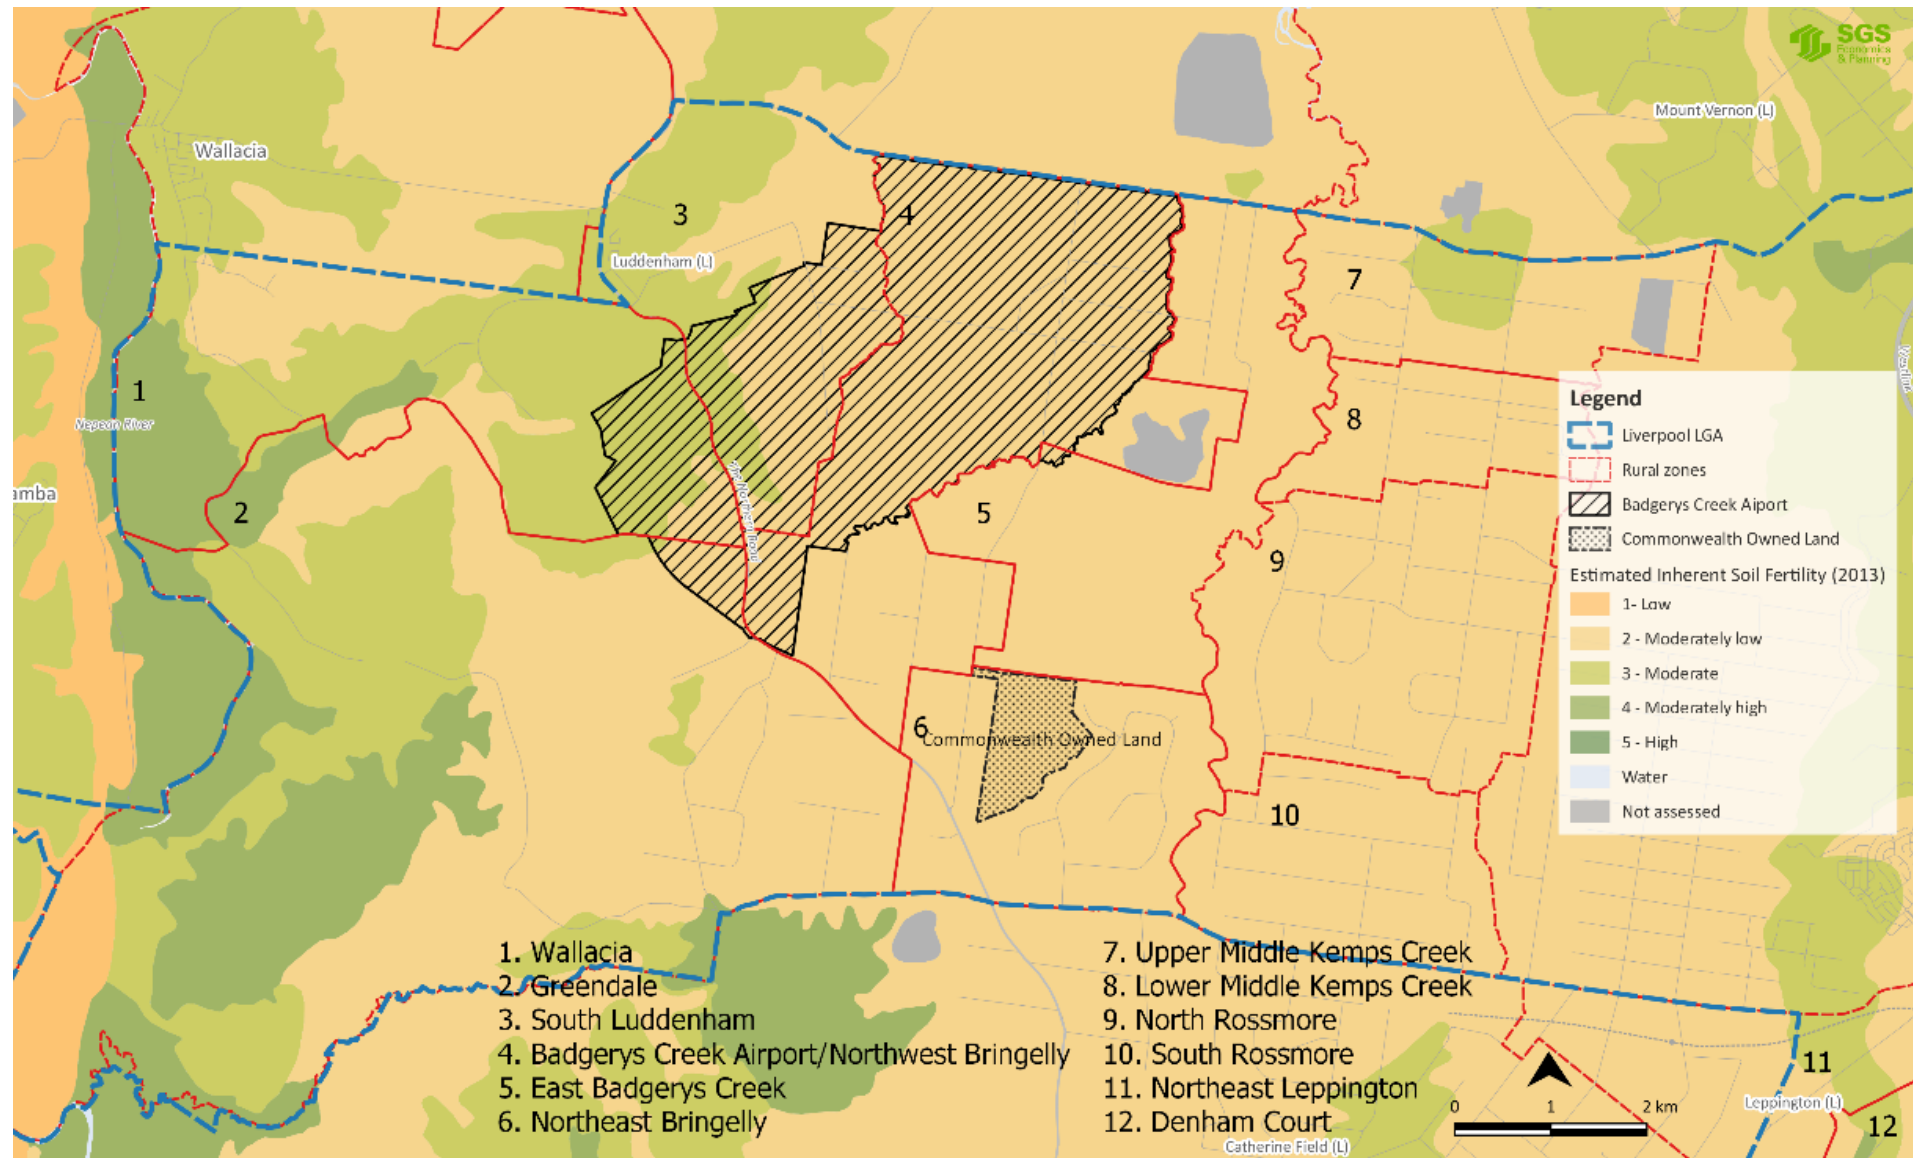 SGS
Economics
& Planning
Mount Vernon (L)
Wallacia
3
4
Luddenham (L)
7
1
Nepean River
8
amba
2
The Northern Road
5
9
6
Commonwealth Owned Land
10
Legend
Liverpool LGA
Rural zones
Badgerys Creek Aiport
Commonwealth Owned Land
Estimated Inherent Soil Fertility (2013)
1- Low
2 - Moderately low
3 - Moderate
4 - Moderately high
5 - High
Water
Not assessed
1. Wallacia
2. Greendale
3. South Luddenham
4. Badgerys Creek Airport/Northwest Bringelly
5. East Badgerys Creek
6. Northeast Bringelly
7. Upper Middle Kemps Creek
8. Lower Middle Kemps Creek
9. North Rossmore
10. South Rossmore
11. Northeast Leppington
12. Denham Court
11
0 1 2 km
Leppington (L)
12
Catherine Field (L)